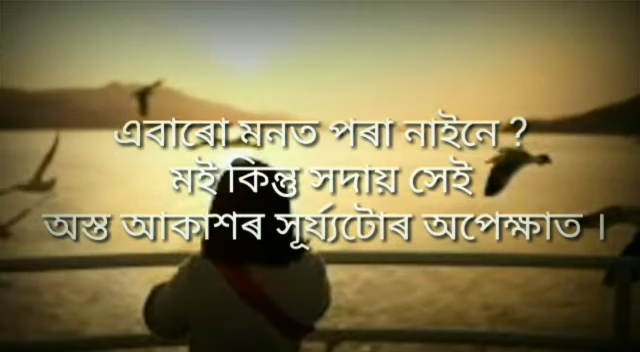 এবাৰো মনত পৰা নাইনে ?
মই কিন্তু সদায় সেই
অস্ত আকাশৰ সূৰ্য্যটোৰ অপেক্ষাত ।